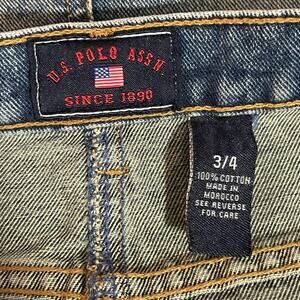 U.S. POLO ASSN.
SINCE 1890
3/4
100% COTTON
MADE IN
MOROCCO
SEE REVERSE
FOR CARE